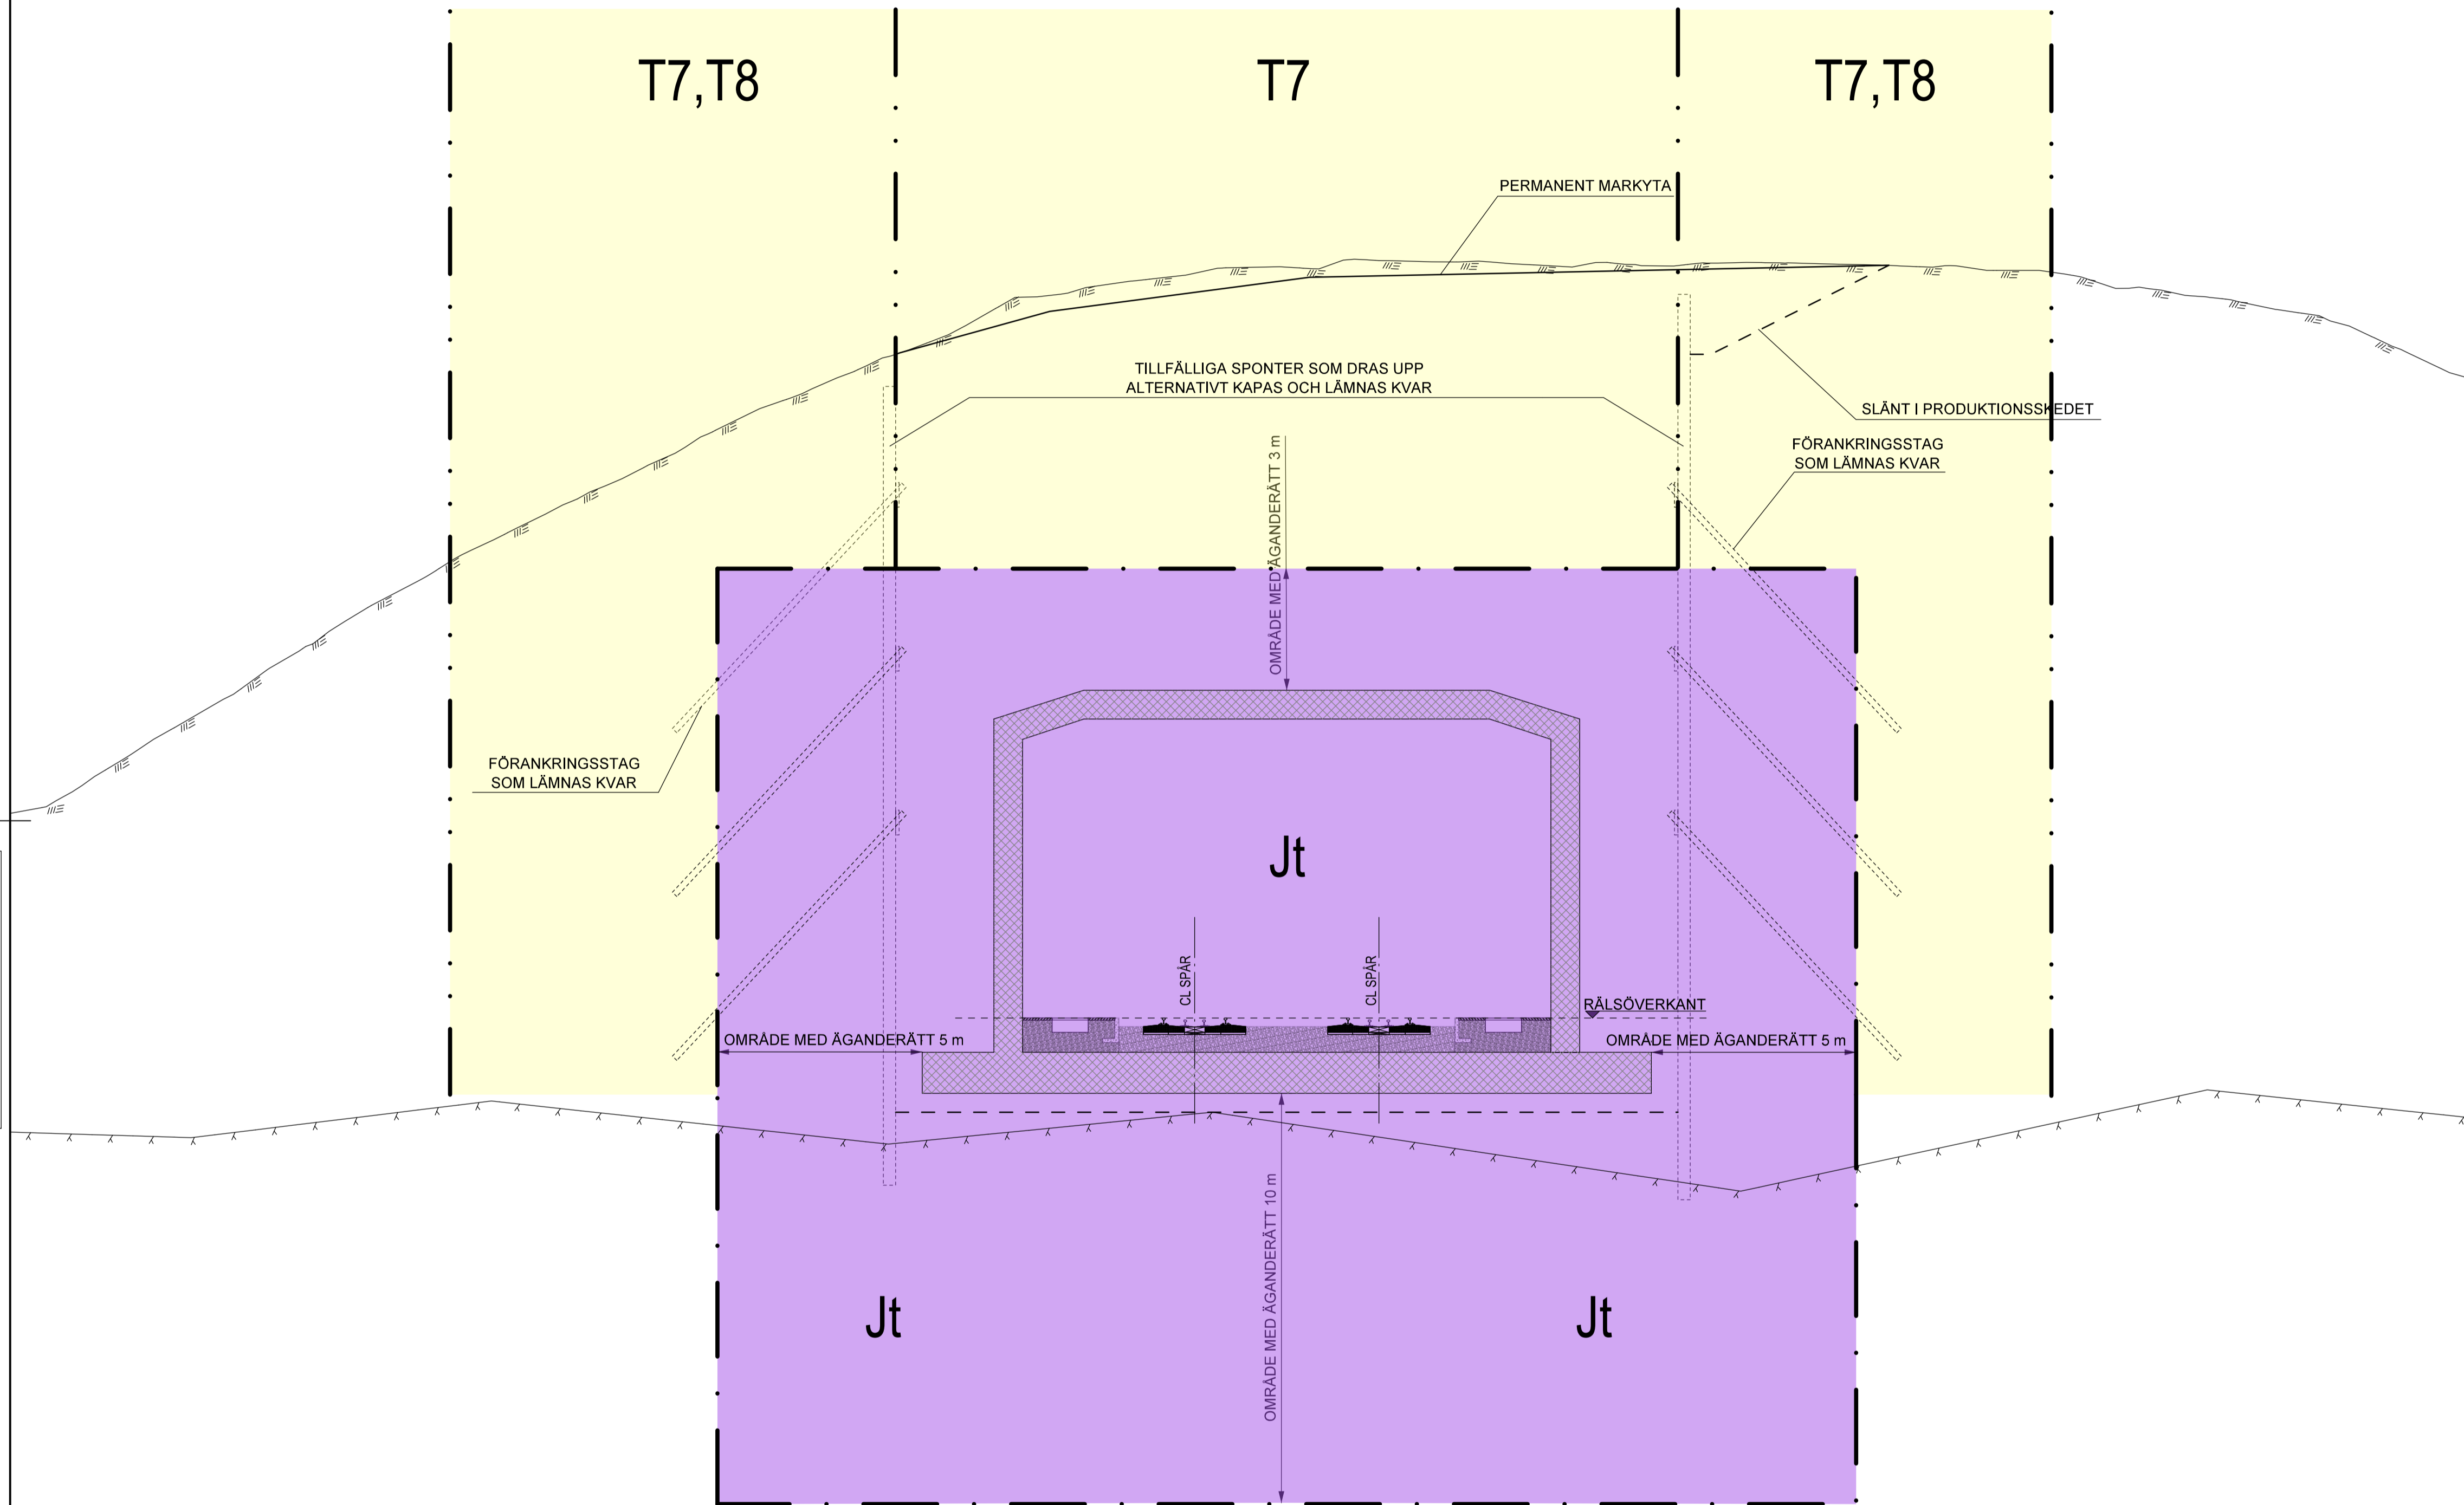 T7,T8
T7
T7,T8
PERMANENT MARKYTA
TILLFÄLLIGA SPONTER SOM DRAS UPP
ALTERNATIVT KAPAS OCH LÄMNAS KVAR
SLÄNT I PRODUKTIONSSKEDET
FÖRANKRINGSSTAG
SOM LÄMNAS KVAR
OMRÅDE MED ÄGANDERÄTT 3 m
FÖRANKRINGSSTAG
SOM LÄMNAS KVAR
Jt
CL SPÅR
CL SPÅR
RÄLSÖVERKANT
OMRÅDE MED ÄGANDERÄTT 5 m
OMRÅDE MED ÄGANDERÄTT 5 m
OMRÅDE MED ÄGANDERÄTT 10 m
Jt
Jt